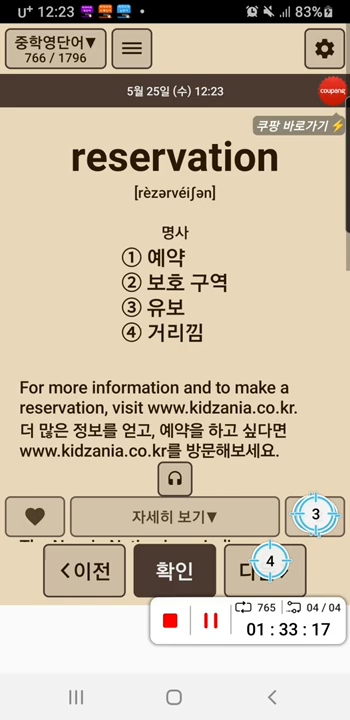 U+ 12:23 83%
중학영단어▼
766 / 1796
5월 25일 (수) 12:23
coupang
쿠팡 바로가기⚡
reservation
[rèzərvéiʃən]
명사
① 예약
② 보호 구역
③ 유보
④ 거리낌
For more information and to make a
reservation, visit www.kidzania.co.kr.
더 많은 정보를 얻고, 예약을 하고 싶다면
www.kidzania.co.kr를 방문해보세요.
자세히 보기▼
3
<이전
확인
4
765 04 / 04
01 : 33 : 17